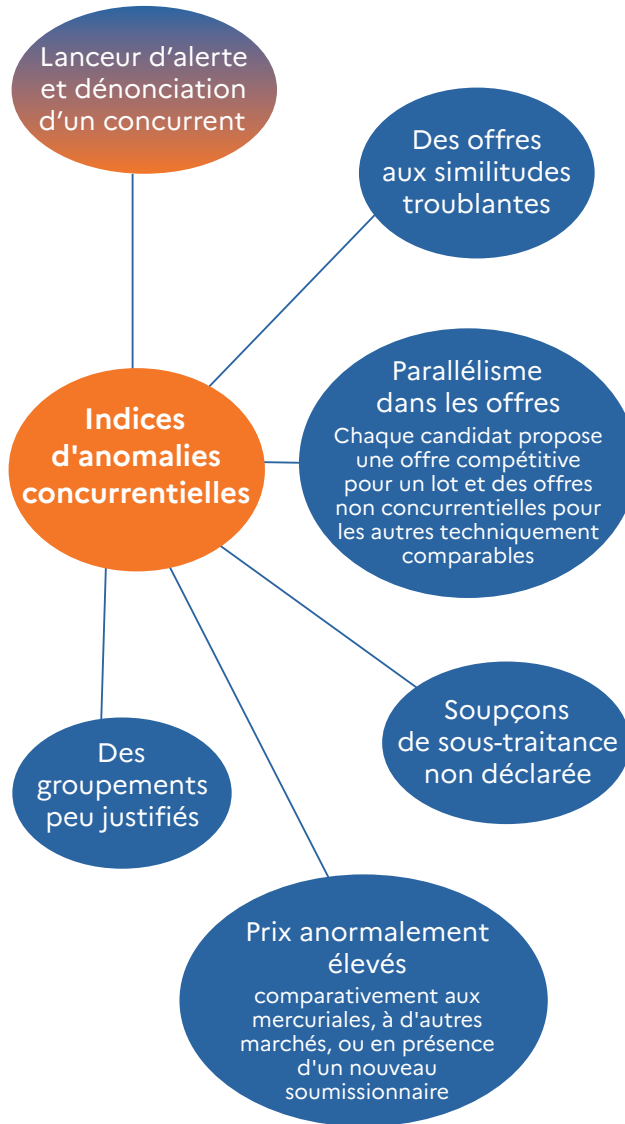 Lanceur d’alerte
et dénonciation
d’un concurrent
Des offres
aux similitudes
troublantes
Indices
d'anomalies
concurrentielles
Parallélisme
dans les offres
Chaque candidat propose
une offre compétitive
pour un lot et des offres
non concurrentielles pour
les autres techniquement
comparables
Soupçons
de sous-traitance
non déclarée
Des
groupements
peu justifiés
Prix anormalement
élevés
comparativement aux
mercuriales, à d'autres
marchés, ou en présence
d'un nouveau
soumissionnaire